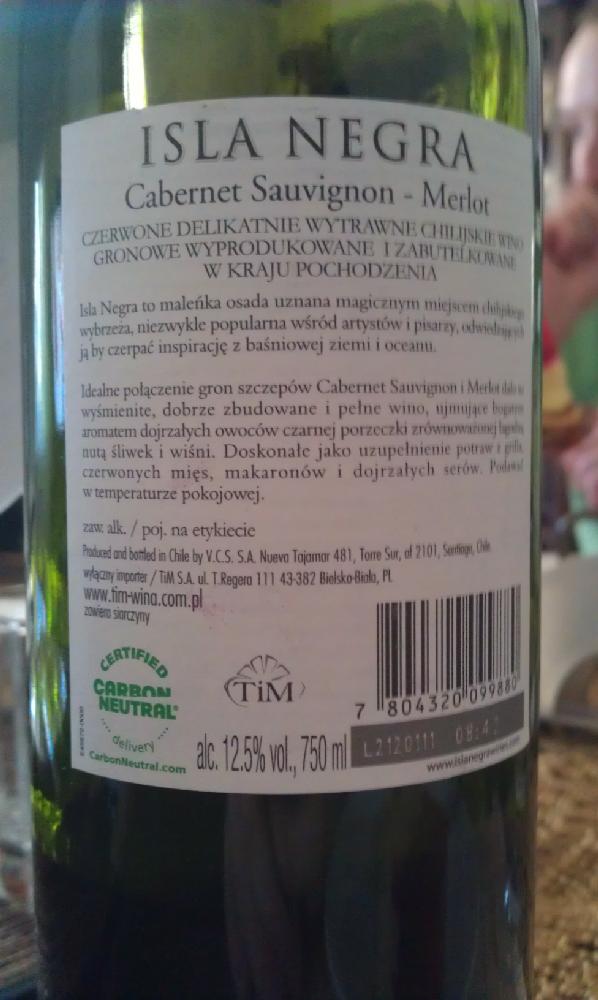 ISLA NEGRA
Cabernet Sauvignon - Merlot
CZERWONE DELIKATNIE WYTRAWNE CHILIJSKIE WINO
GRONOWE WYPRODUKOWANE I ZABUTELKOWANE
W KRAJU POCHODZENIA
Isla Negra to maleńka osada uznana magicznym miejscem chilijskiego
wybrzeża, niezwykle popularna wśród artystów i pisarzy, odwiedzających
ją by czerpać inspirację z baśniowej ziemi i oceanu.
Idealne połączenie gron szczepów Cabernet Sauvignon i Merlot dało
wyśmienite, dobrze zbudowane i pełne wino, ujmujące bogatym
aromatem dojrzałych owoców czarnej porzeczki zrównoważonej łagodną
nutą śliwek i wiśni. Doskonałe jako uzupełnienie potraw z grilla,
czerwonych mięs, makaronów i dojrzałych serów. Podawać
w temperaturze pokojowej.
zaw. alk. / poj. na etykiecie
Produced and bottled in Chile by V.C.S. S.A. Nueva Tajamar 481, Torre Sur, of 2101, Santiago, Chile
wyłączny importer / TiM S.A. ul. T.Regera 111 43-382 Bielsko-Biała, PL
www.tim-wina.com.pl
zawiera siarczyny
CERTIFIED
CARBON
NEUTRAL
delivery
CarbonNeutral.com
TiM
alc. 12.5% vol., 750 ml
7 804320 099880
L2120111 08:42
www.islanegrawines.com